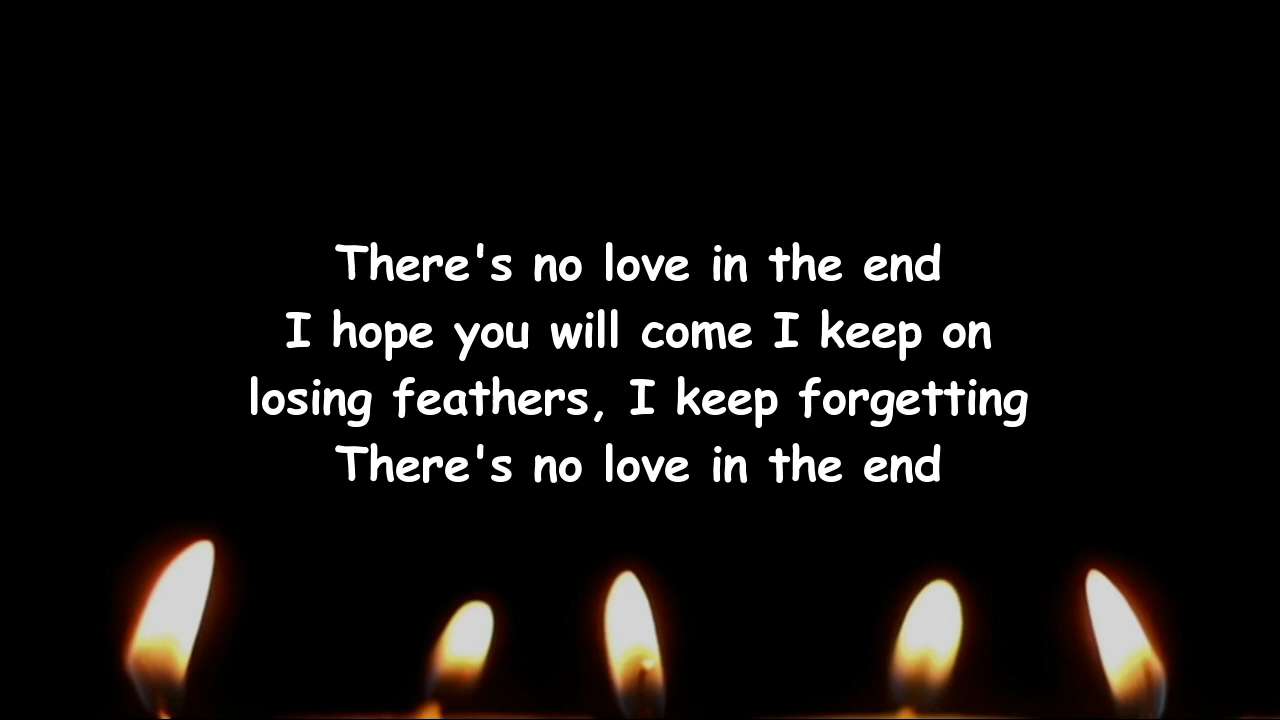 There's no love in the end
I hope you will come I keep on
losing feathers, I keep forgetting
There's no love in the end